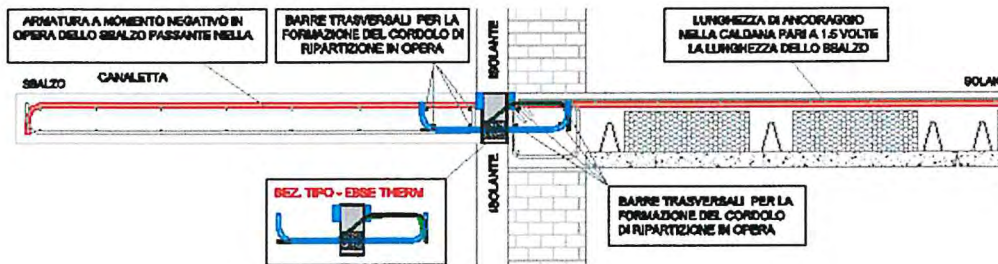 ARMATURA A MOMENTO NEGATIVO IN
OPERA DELLO SBALZO PASSANTE NELLA
CANALETTA
BARRE TRASVERSALI PER LA
FORMAZIONE DEL CORDOLO DI
RIPARTIZIONE IN OPERA
ISOLANTE
LUNGHEZZA DI ANCORAGGIO
NELLA CALDANA PARI A 1.5 VOLTE
LA LUNGHEZZA DELLO SBALZO
SBALZO
SOLAIO
SEZ. TIPO - ESSE THERM
ISOLANTE
BARRE TRASVERSALI PER LA
FORMAZIONE DEL CORDOLO
DI RIPARTIZIONE IN OPERA